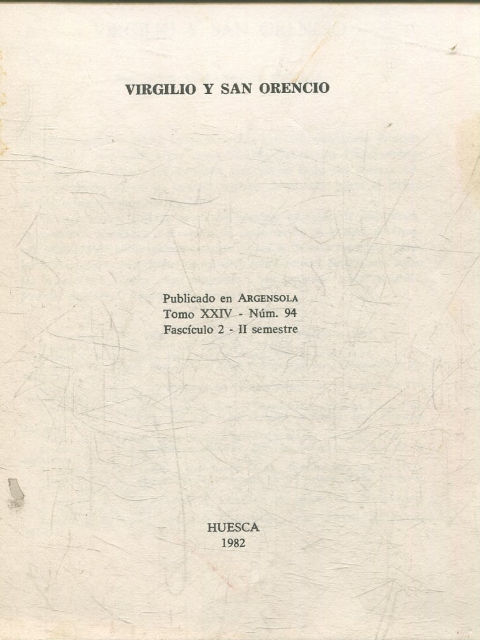 VIRGILIO Y SAN ORENCIO
Publicado en ARGENSOLA
Tomo XXIV - Núm. 94
Fascículo 2 - II semestre
HUESCA
1982